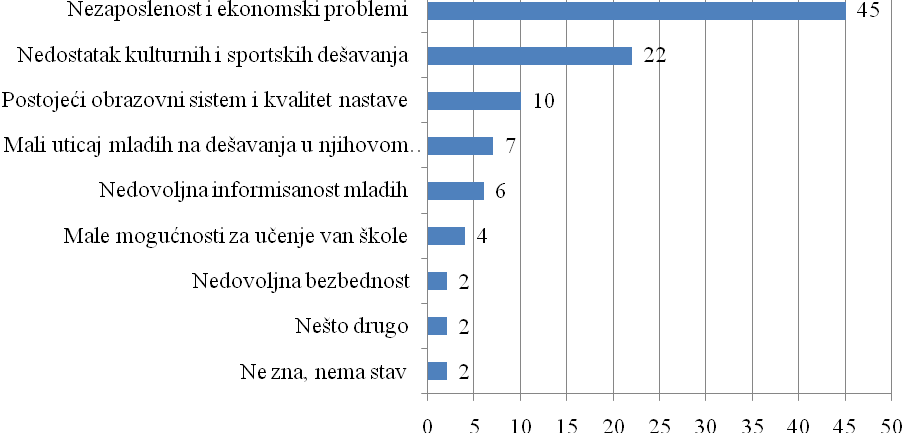 Nezaposlenost i ekonomski problemi 45
Nedostatak kulturnih i sportskih dešavanja 22
Postojeći obrazovni sistem i kvalitet nastave 10
Mali uticaj mladih na dešavanja u njihovom.. 7
Nedovoljna informisanost mladih 6
Male mogućnosti za učenje van škole 4
Nedovoljna bezbednost 2
Nešto drugo 2
Ne zna, nema stav 2
0 5 10 15 20 25 30 35 40 45 50